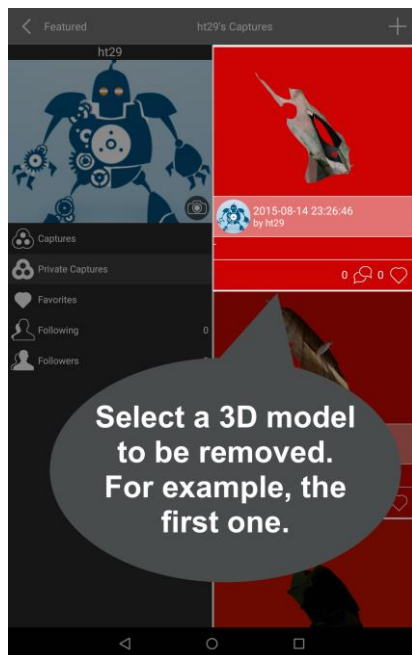 Featured
ht29's Captures
ht29
2015-08-14 23:26:46
by ht29
Captures
Private Captures
Favorites
Following 0
Followers
0 0
Select a 3D model
to be removed.
For example, the
first one.